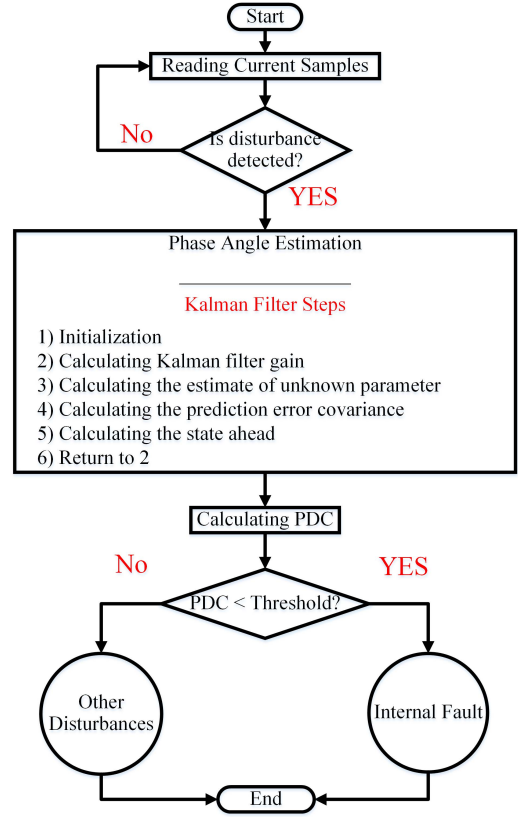 Start
Reading Current Samples
No
Is disturbance
detected?
YES
Phase Angle Estimation
Kalman Filter Steps
1) Initialization
2) Calculating Kalman filter gain
3) Calculating the estimate of unknown parameter
4) Calculating the prediction error covariance
5) Calculating the state ahead
6) Return to 2
Calculating PDC
No
YES
PDC < Threshold?
Other
Disturbances
Internal Fault
End